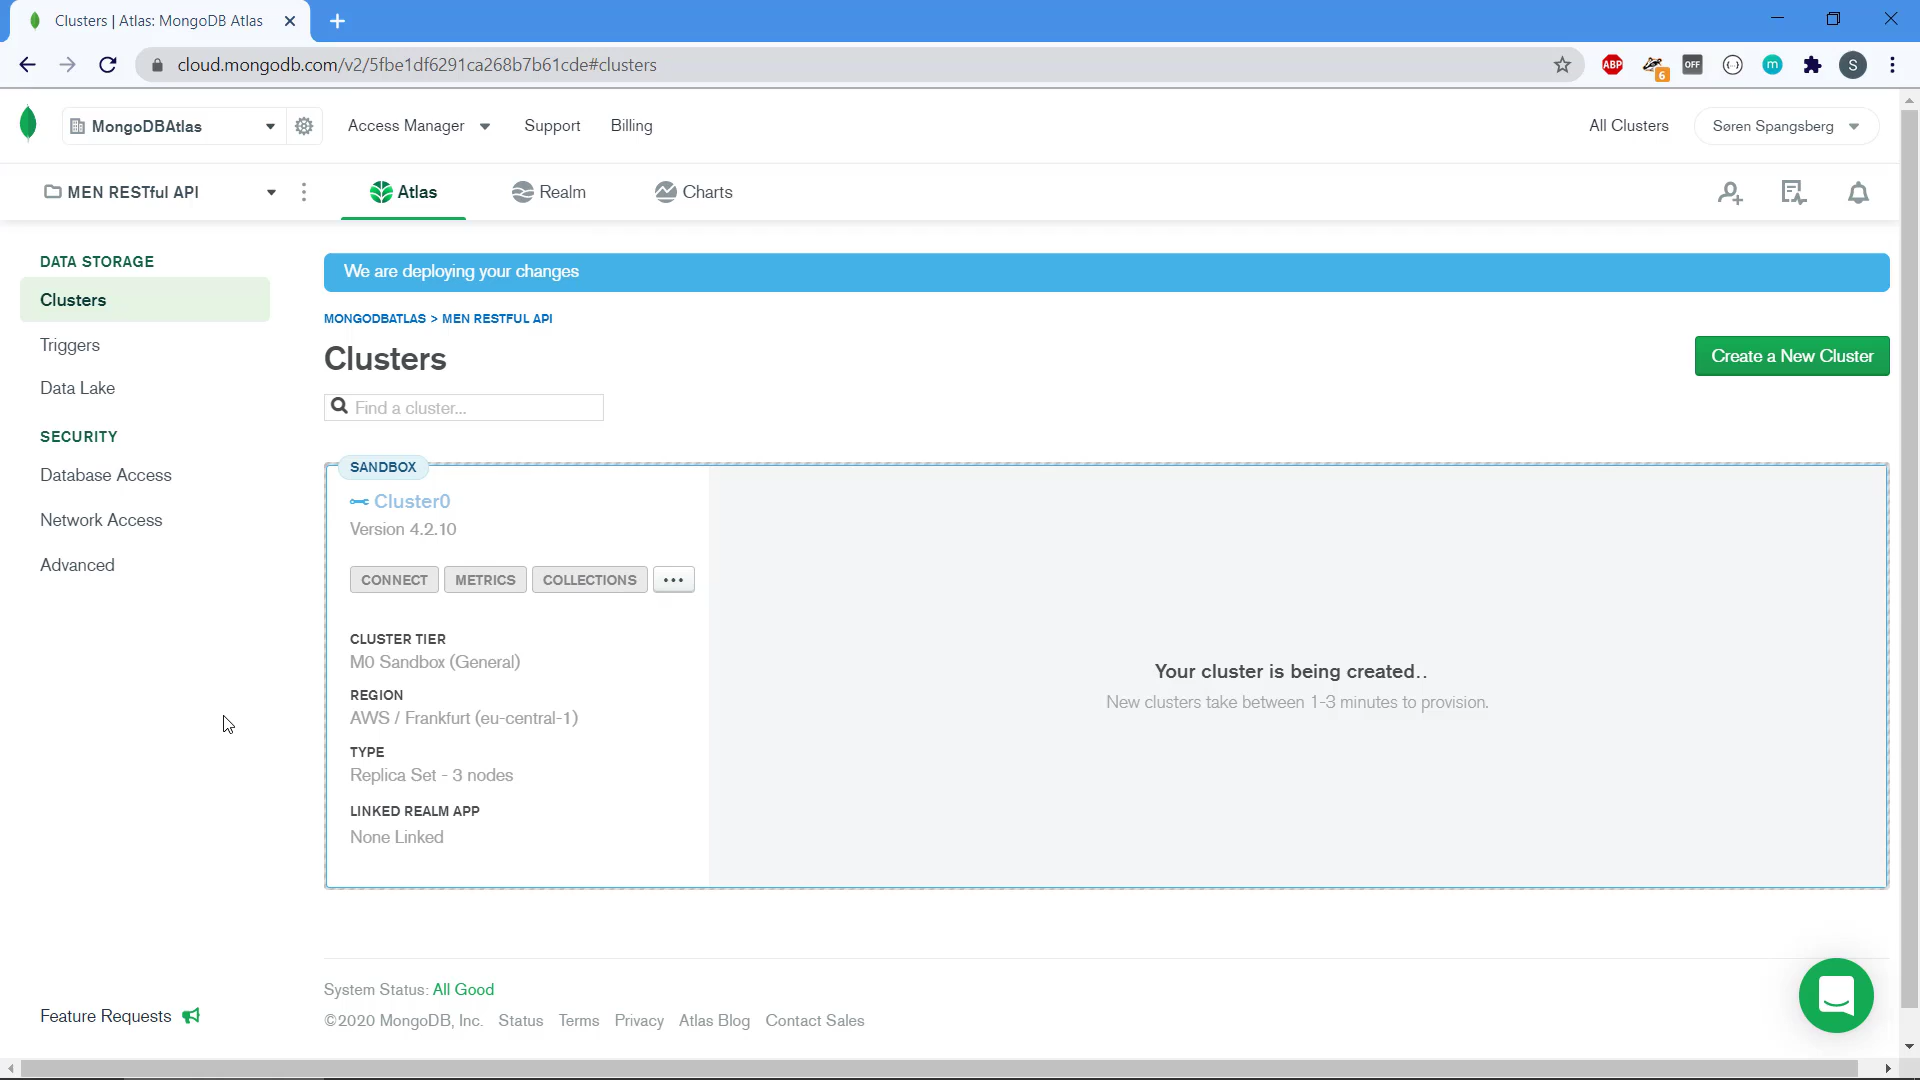 Clusters | Atlas: MongoDB Atlas
cloud.mongodb.com/v2/5fbe1df6291ca268b7b61cde#clusters
ABP
6
OFF
m
S
MongoDBAtlas
Access Manager
Support
Billing
All Clusters
Søren Spangsberg
MEN RESTful API
Atlas
Realm
Charts
DATA STORAGE
Clusters
Triggers
Data Lake
SECURITY
Database Access
Network Access
Advanced
Feature Requests
We are deploying your changes
MONGODBATLAS > MEN RESTFUL API
Clusters
Create a New Cluster
Find a cluster...
SANDBOX
Cluster0
Version 4.2.10
CONNECT
METRICS
COLLECTIONS
...
CLUSTER TIER
M0 Sandbox (General)
REGION
AWS / Frankfurt (eu-central-1)
TYPE
Replica Set - 3 nodes
LINKED REALM APP
None Linked
Your cluster is being created..
New clusters take between 1-3 minutes to provision.
System Status: All Good
©2020 MongoDB, Inc. Status Terms Privacy Atlas Blog Contact Sales